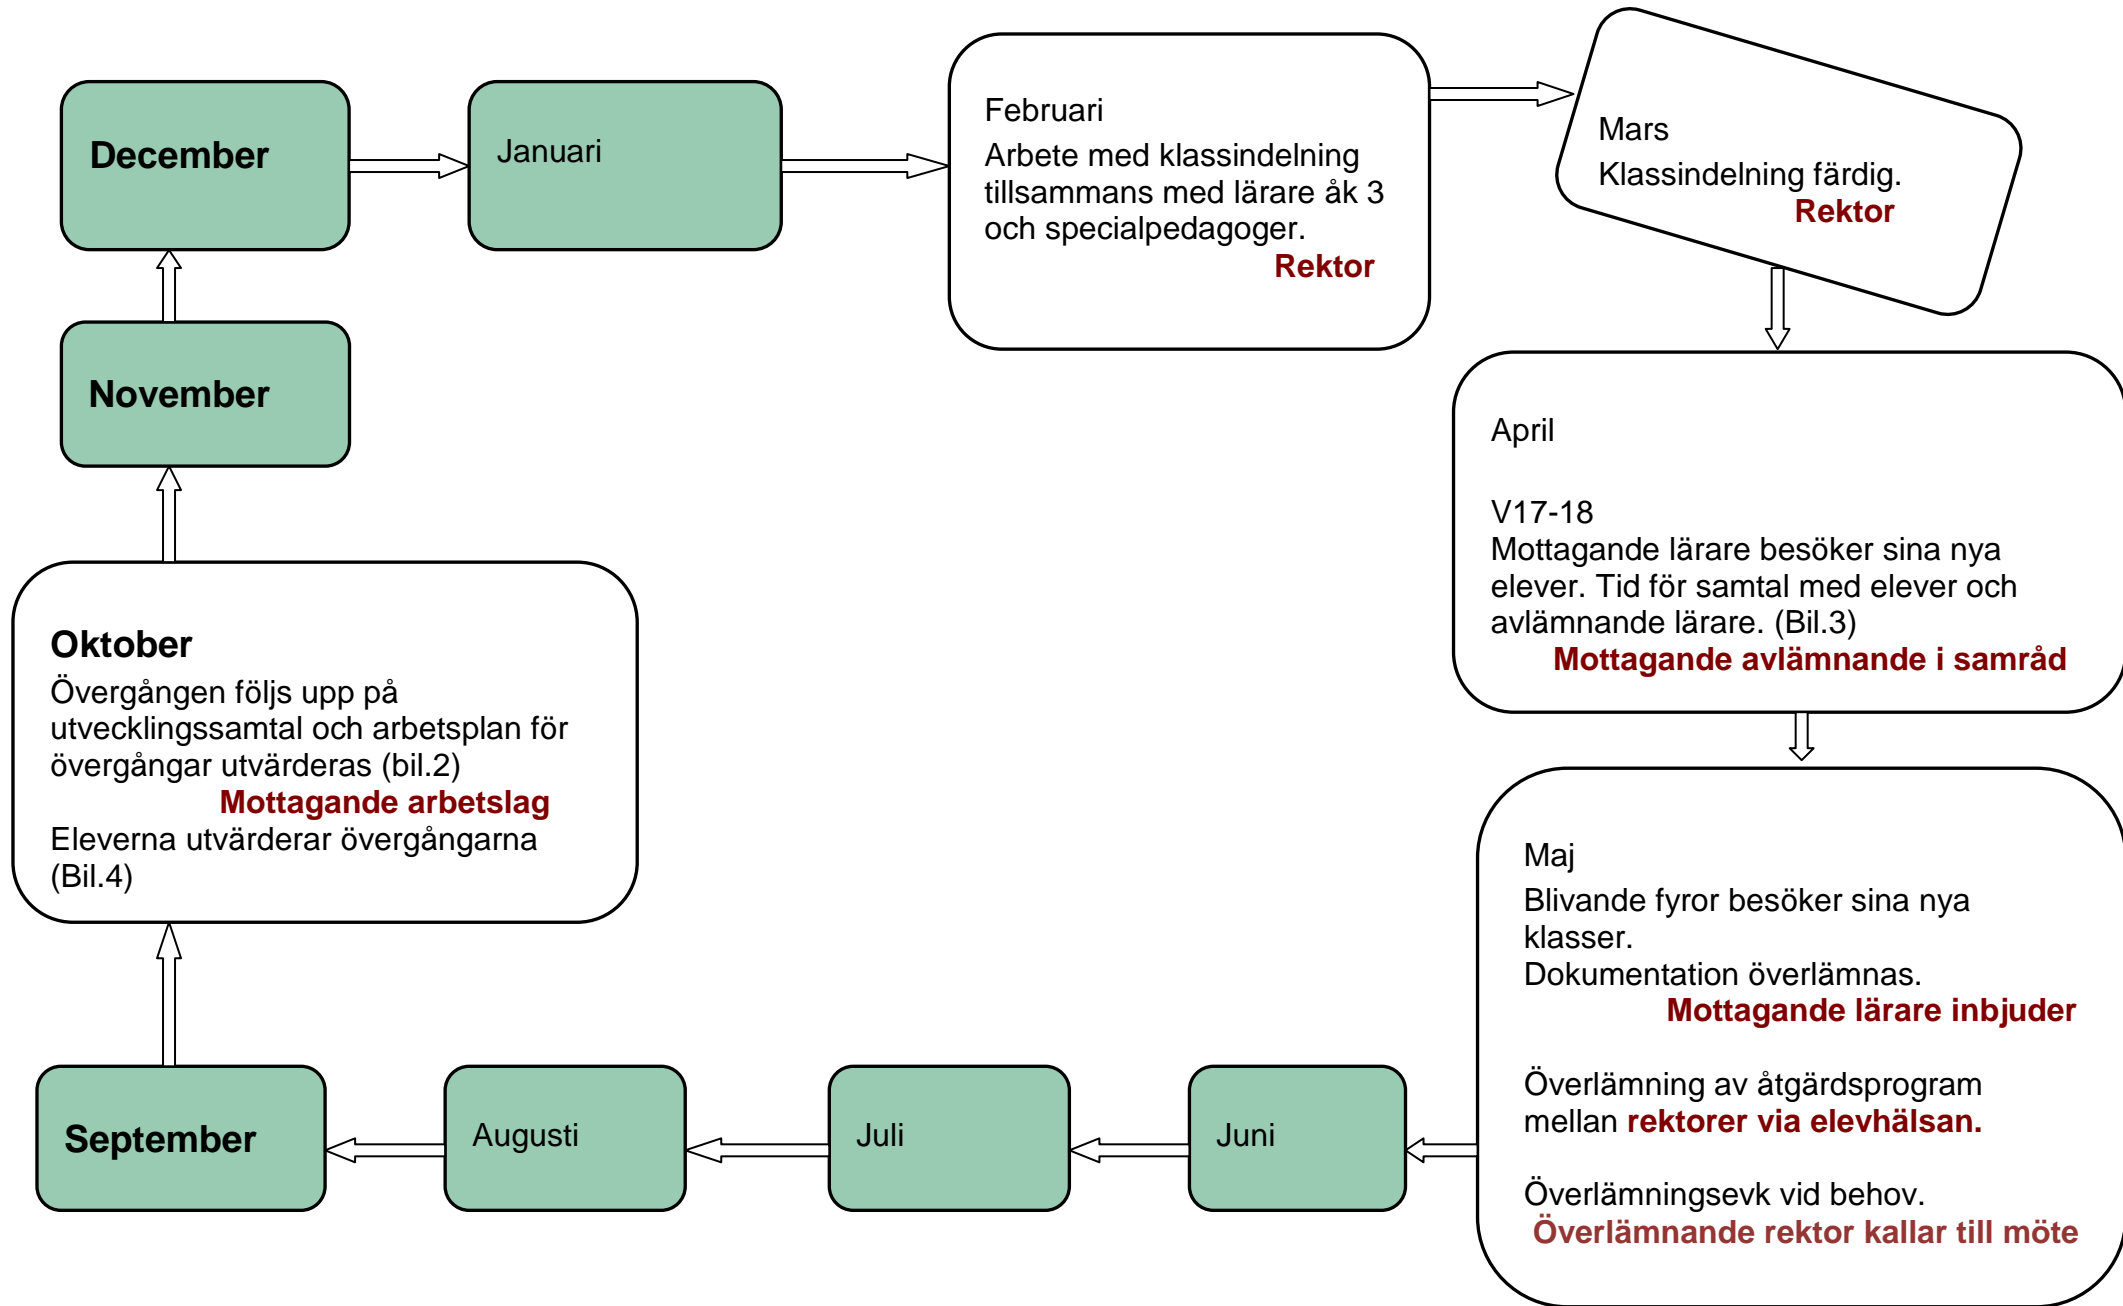 December
Januari
Februari
Arbete med klassindelning
tillsammans med lärare åk 3
och specialpedagoger.
Rektor
Mars
Klassindelning färdig.
Rektor
November
April
V17-18
Mottagande lärare besöker sina nya
elever. Tid för samtal med elever och
avlämnande lärare. (Bil.3)
Mottagande avlämnande i samråd
Oktober
Övergången följs upp på
utvecklingssamtal och arbetsplan för
övergångar utvärderas (bil.2)
Mottagande arbetslag
Eleverna utvärderar övergångarna
(Bil.4)
Maj
Blivande fyror besöker sina nya
klasser.
Dokumentation överlämnas.
Mottagande lärare inbjuder
Överlämning av åtgärdsprogram
mellan rektorer via elevhälsan.
Överlämningsevk vid behov.
Överlämnande rektor kallar till möte
September
Augusti
Juli
Juni